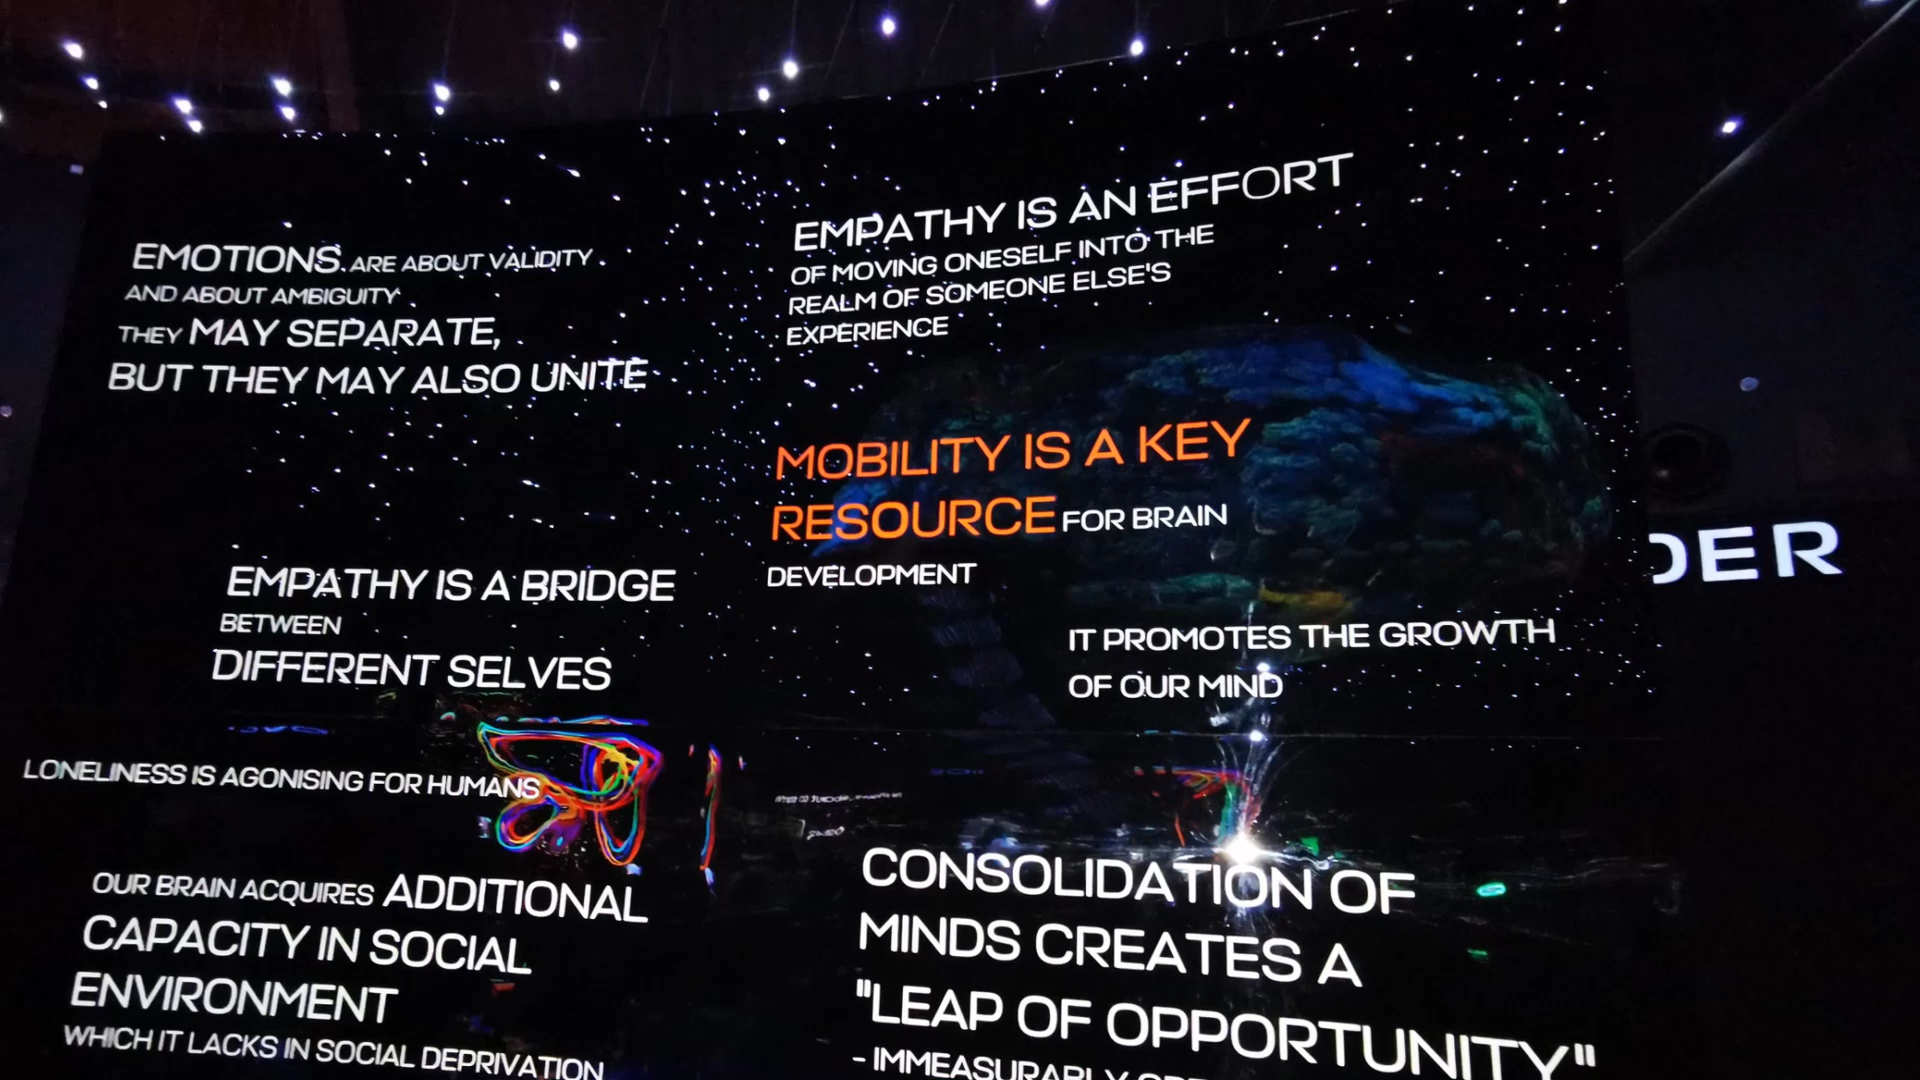 EMOTIONS ARE ABOUT VALIDITY
AND ABOUT AMBIGUITY
THEY MAY SEPARATE,
BUT THEY MAY ALSO UNITE
EMPATHY IS AN EFFORT
OF MOVING ONESELF INTO THE
REALM OF SOMEONE ELSE'S
EXPERIENCE
MOBILITY IS A KEY
RESOURCE FOR BRAIN
DEVELOPMENT
IT PROMOTES THE GROWTH
OF OUR MIND
EMPATHY IS A BRIDGE
BETWEEN
DIFFERENT SELVES
LONELINESS IS AGONISING FOR HUMANS
OUR BRAIN ACQUIRES ADDITIONAL
CAPACITY IN SOCIAL
ENVIRONMENT
WHICH IT LACKS IN SOCIAL DEPRIVATION
CONSOLIDATION OF
MINDS CREATES A
"LEAP OF OPPORTUNITY"
- IMMEASURABLY
DER